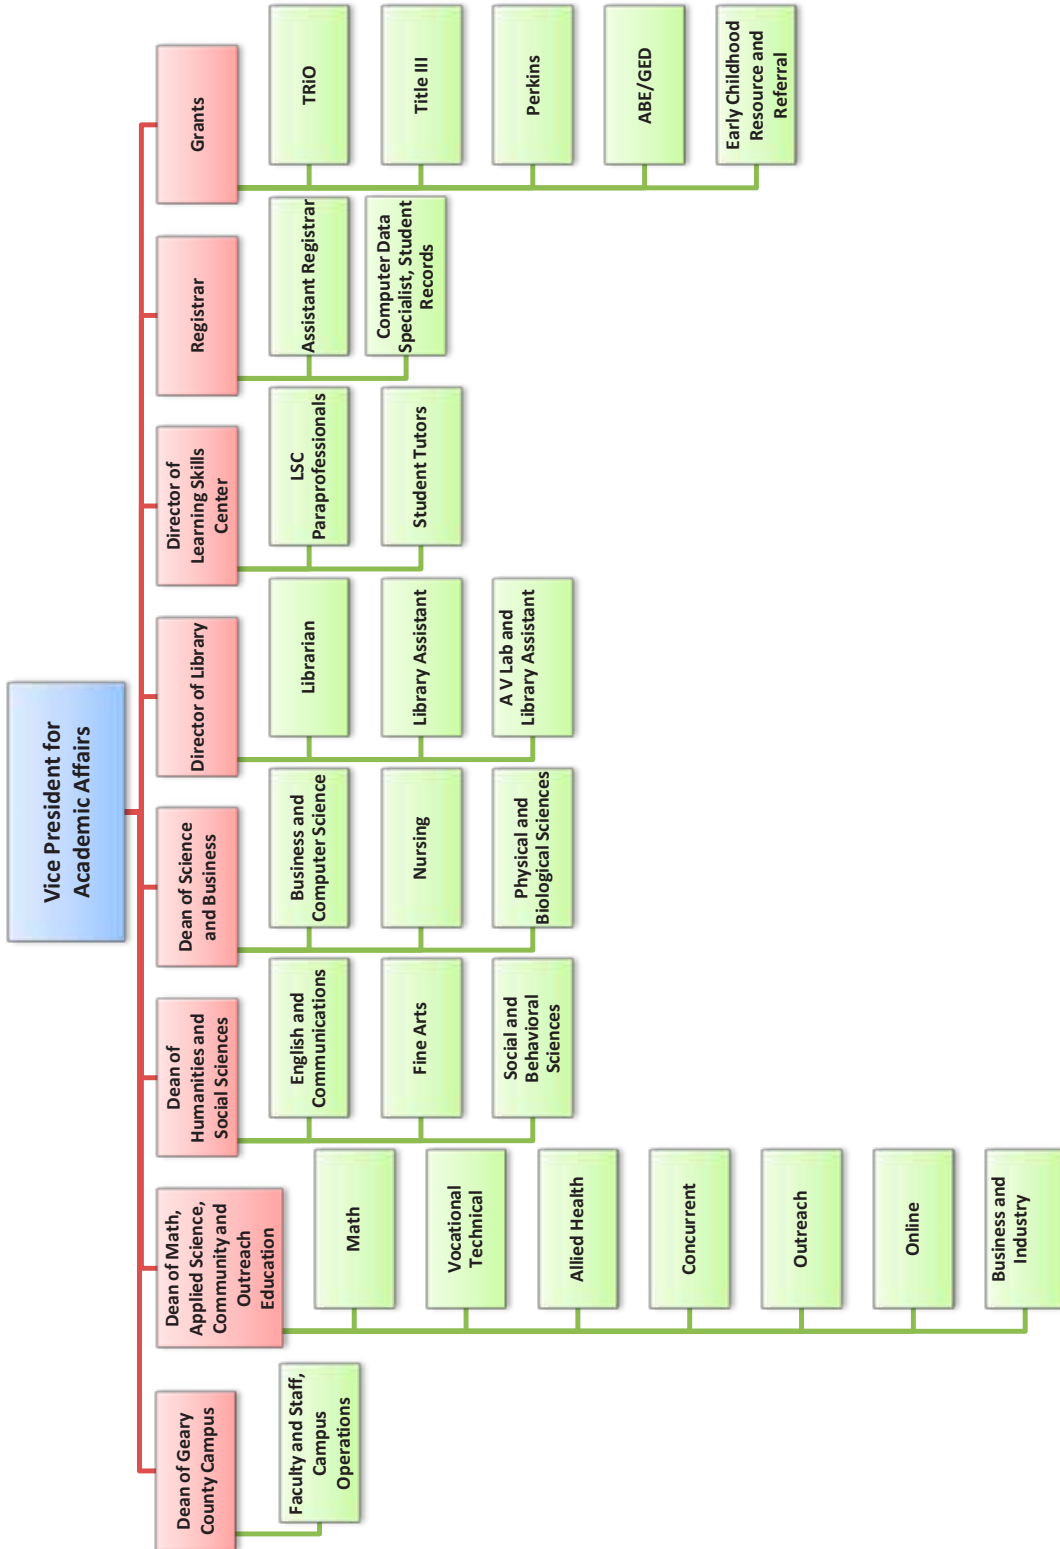 Vice President for
Academic Affairs
Dean of Geary
County Campus
Faculty and Staff,
Campus
Operations
Dean of Math,
Applied Science,
Community and
Outreach
Education
Math
Vocational
Technical
Allied Health
Concurrent
Outreach
Online
Business and
Industry
Dean of
Humanities and
Social Sciences
English and
Communications
Fine Arts
Social and
Behavioral
Sciences
Dean of Science
and Business
Business and
Computer Science
Nursing
Physical and
Biological Sciences
Director of Library
Librarian
Library Assistant
A V Lab and
Library Assistant
Director of
Learning Skills
Center
LSC
Paraprofessionals
Student Tutors
Registrar
Assistant Registrar
Computer Data
Specialist, Student
Records
Grants
TRiO
Title III
Perkins
ABE/GED
Early Childhood
Resource and
Referral